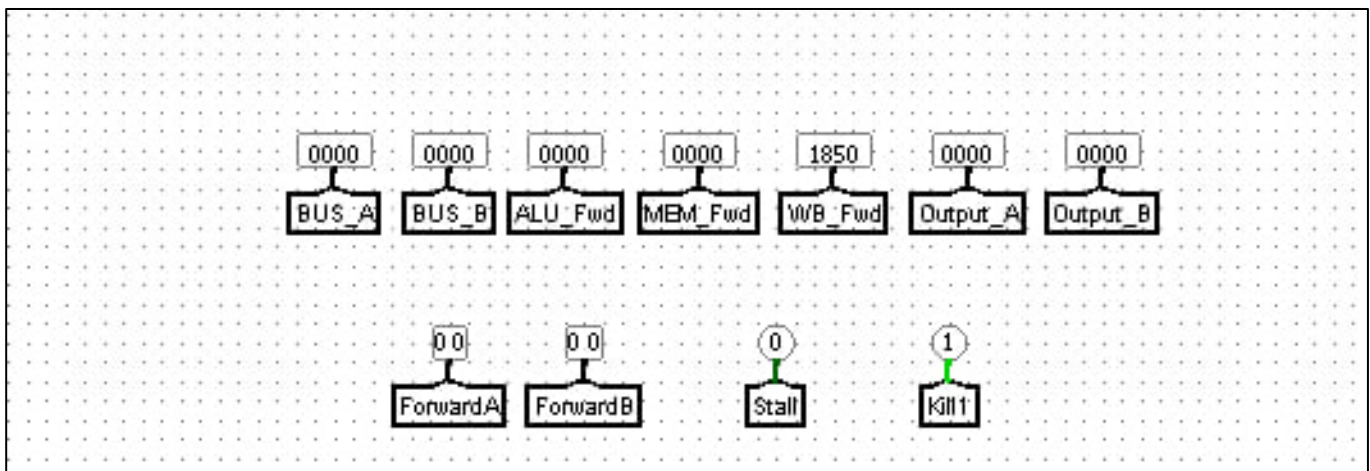 0000 0000 0000 0000 1850 0000 0000
BUS_A BUS_B ALU_Fwd MEM_Fwd WB_Fwd Output_A Output_B
0 0 0 0 0 1
ForwardA ForwardB Stall Kill1